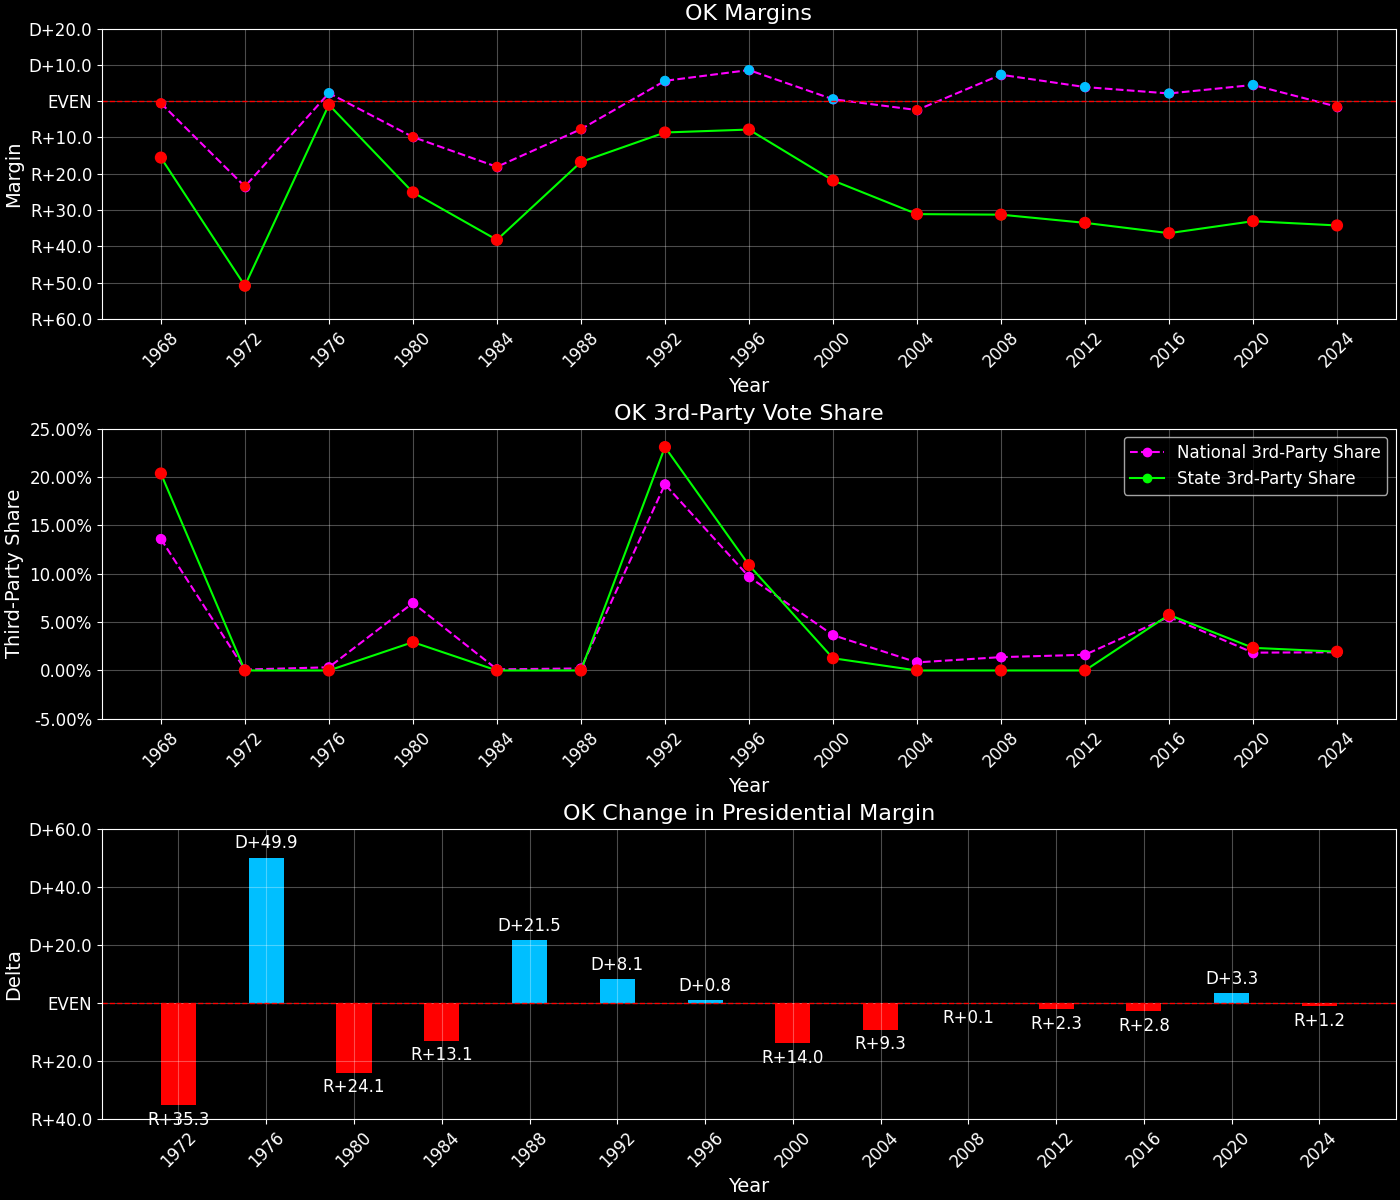 OK Margins
D+20.0
D+10.0
EVEN
R+10.0
R+20.0
R+30.0
R+40.0
R+50.0
R+60.0
Margin
1968 1972 1976 1980 1984 1988 1992 1996 2000 2004 2008 2012 2016 2020 2024
Year
OK 3rd-Party Vote Share
25.00%
20.00%
15.00%
10.00%
5.00%
0.00%
-5.00%
Third-Party Share
National 3rd-Party Share
State 3rd-Party Share
1968 1972 1976 1980 1984 1988 1992 1996 2000 2004 2008 2012 2016 2020 2024
Year
OK Change in Presidential Margin
D+60.0
D+40.0
D+20.0
EVEN
R+20.0
R+40.0
Delta
R+35.3
D+49.9
R+24.1
R+13.1
D+21.5
D+8.1
D+0.8
R+14.0
R+9.3
R+0.1
R+2.3
R+2.8
D+3.3
R+1.2
1972 1976 1980 1984 1988 1992 1996 2000 2004 2008 2012 2016 2020 2024
Year